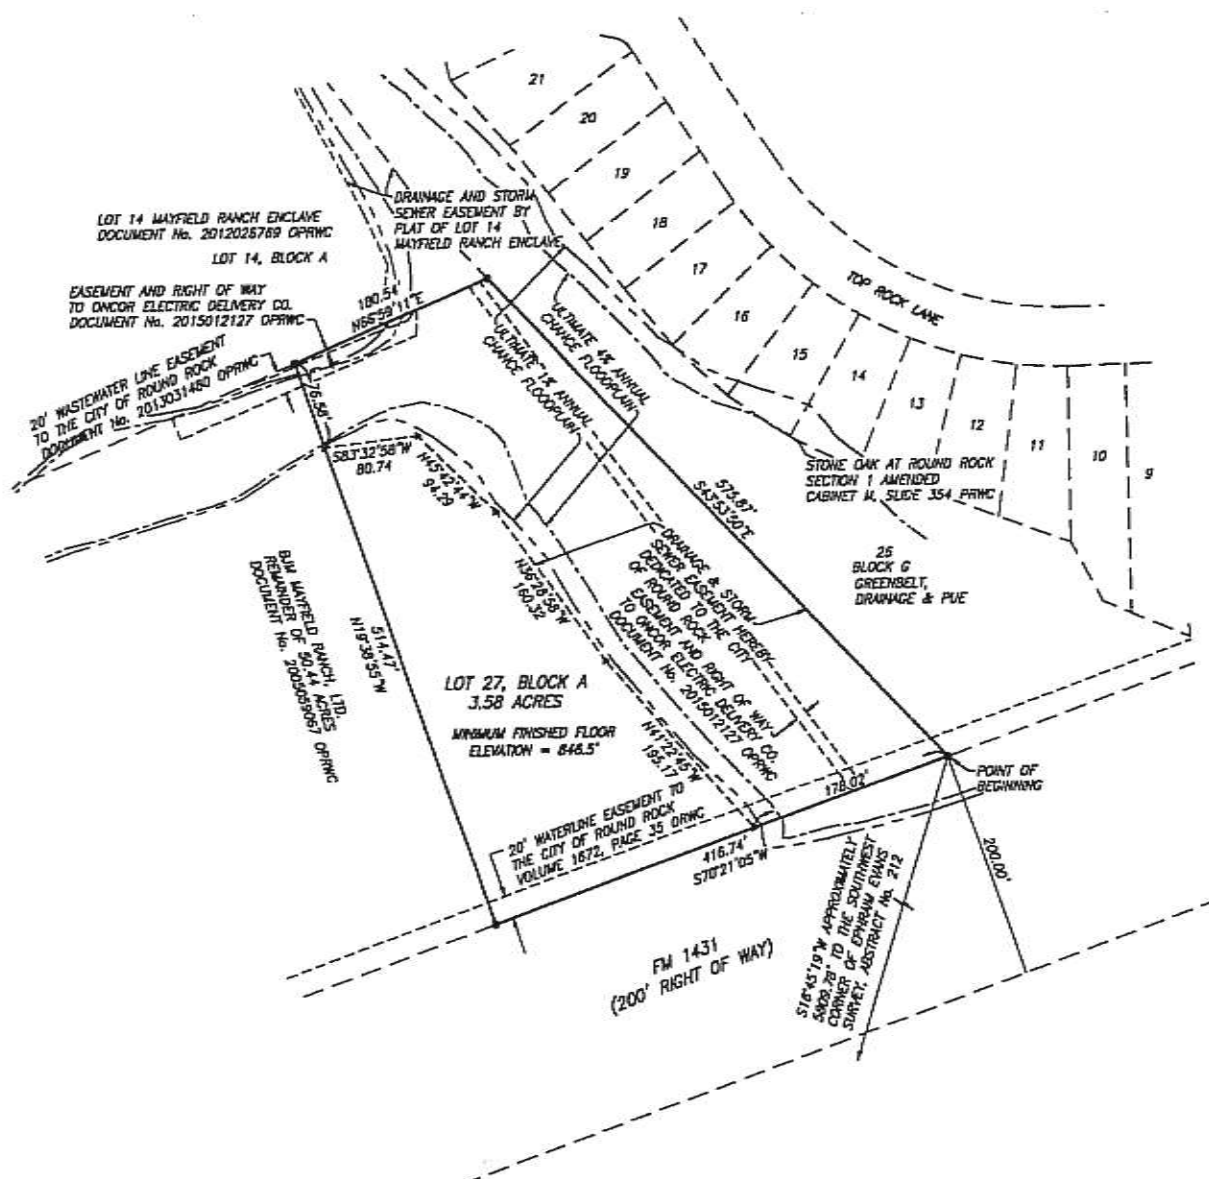 21
20
19
18
17
16
15
14
13
12
11
10
9
TOP ROCK LANE
DRAINAGE AND STORM
SEWER EASEMENT BY
PLAT OF LOT 14
MAYFIELD RANCH ENCLAVE
LOT 14 MAYFIELD RANCH ENCLAVE
DOCUMENT No. 2012025769 OPRWC
LOT 14, BLOCK A
EASEMENT AND RIGHT OF WAY
TO ONCOR ELECTRIC DELIVERY CO.
DOCUMENT No. 2015012127 OPRWC
180.54'
N66°59'11"E
20' WASTEWATER LINE EASEMENT
TO THE CITY OF ROUND ROCK
DOCUMENT No. 2013031480 OPRWC
76.58'
ULTIMATE 1% ANNUAL
CHANCE FLOODPLAIN
ULTIMATE 4% ANNUAL
CHANCE FLOODPLAIN
S83°32'58"W
80.74
N45°42'44"W
94.29
N36°28'58"W
160.32
N41°22'45"W
195.17
575.87'
S43°53'50"E
STONE OAK AT ROUND ROCK
SECTION 1 AMENDED
CABINET M, SLIDE 354 PRWC
25
BLOCK G
GREENBELT,
DRAINAGE & PUE
DRAINAGE & STORM
SEWER EASEMENT HEREBY
DEDICATED TO THE CITY
OF ROUND ROCK
EASEMENT AND RIGHT OF WAY
TO ONCOR ELECTRIC DELIVERY CO.
DOCUMENT No. 2015012127 OPRWC
BJM MAYFIELD RANCH, LTD.
REMAINDER OF 50.44 ACRES
DOCUMENT No. 2005059067 OPRWC
514.47'
N19°38'55"W
LOT 27, BLOCK A
3.58 ACRES
MINIMUM FINISHED FLOOR
ELEVATION = 846.5'
20' WATERLINE EASEMENT TO
THE CITY OF ROUND ROCK
VOLUME 1672, PAGE 35 ORWC
178.02'
416.74'
S70°21'05"W
POINT OF
BEGINNING
200.00'
S18°45'19"W APPROXIMATELY
5909.78' TO THE SOUTHWEST
CORNER OF EPHRAIM EVANS
SURVEY, ABSTRACT No. 212
FM 1431
(200' RIGHT OF WAY)